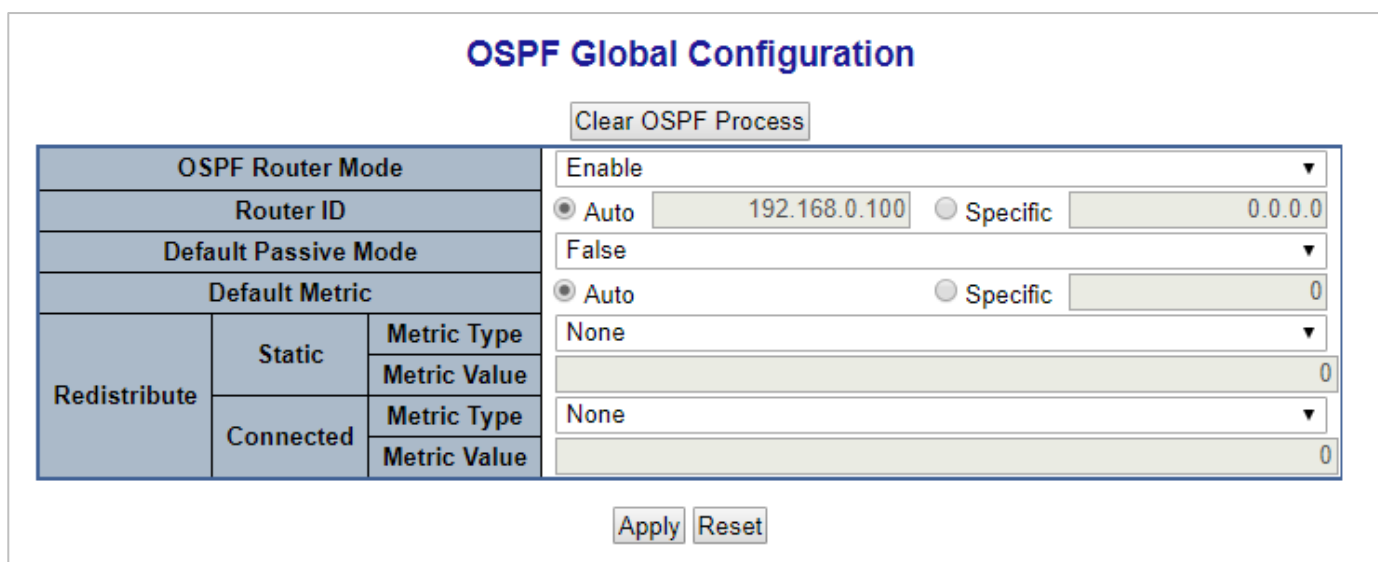 OSPF Global Configuration
Clear OSPF Process
OSPF Router Mode Enable
Router ID Auto 192.168.0.100 Specific 0.0.0.0
Default Passive Mode False
Default Metric Auto Specific 0
Redistribute Static Metric Type None
Metric Value 0
Connected Metric Type None
Metric Value 0
Apply Reset